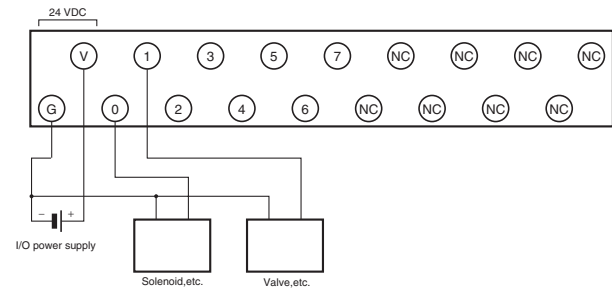 24 VDC
V 1 3 5 7 NC NC NC NC
G 0 2 4 6 NC NC NC NC
− +
I/O power supply
Solenoid,etc.
Valve,etc.